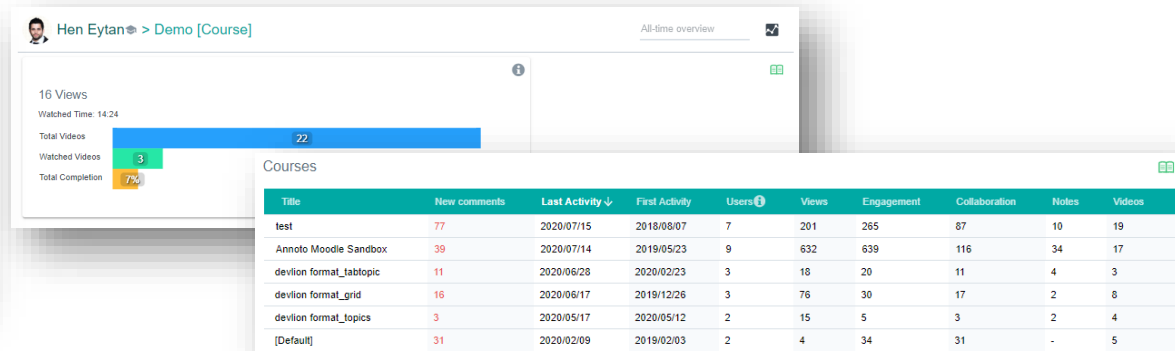 Hen Eytan > Demo [Course]
All-time overview
16 Views
Watched Time: 14:24
Total Videos 22
Watched Videos 3
Total Completion 7%
Courses
Title New comments Last Activity ↓ First Activity Users Views Engagement Collaboration Notes Videos
test 77 2020/07/15 2018/08/07 7 201 265 87 10 19
Annoto Moodle Sandbox 39 2020/07/14 2019/05/23 9 632 639 116 34 17
devlion format_tabtopic 11 2020/06/28 2020/02/23 3 18 20 11 4 3
devlion format_grid 16 2020/06/17 2019/12/26 3 76 30 17 2 8
devlion format_topics 3 2020/05/17 2020/05/12 2 15 5 3 2 4
[Default] 31 2020/02/09 2019/02/03 2 4 34 31 - 5